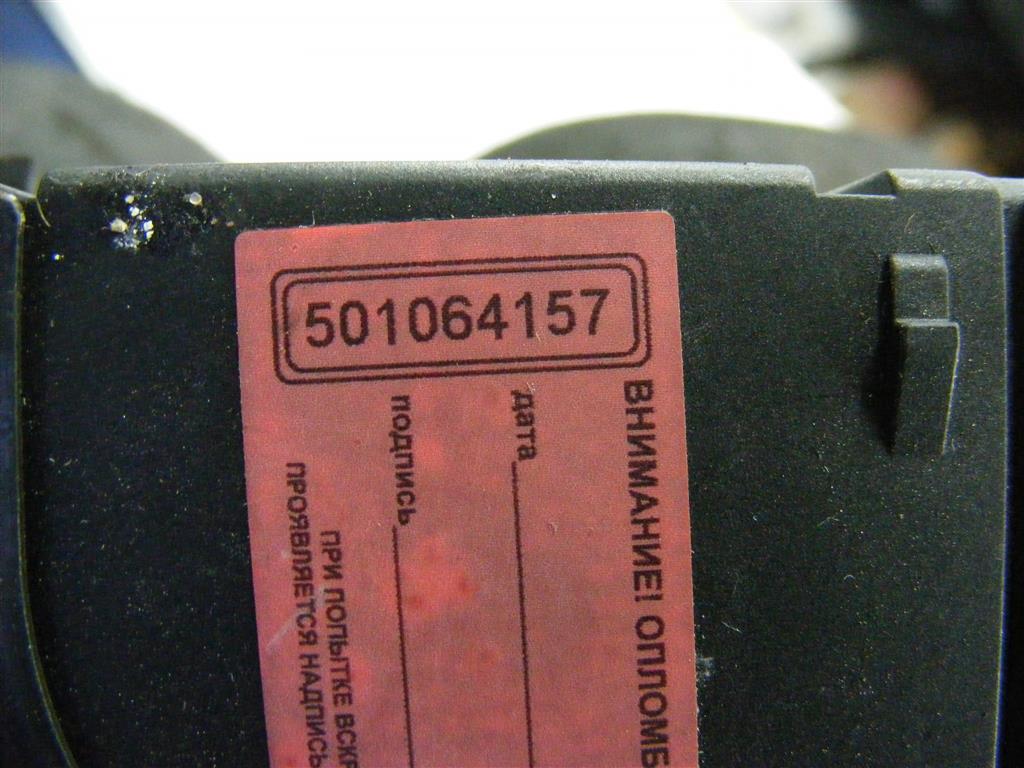 501064157
ВНИМАНИЕ! ОПЛОМБ
дата
подпись
ПРИ ПОПЫТКЕ ВСКР
ПРОЯВЛЯЕТСЯ НАДПИСЬ